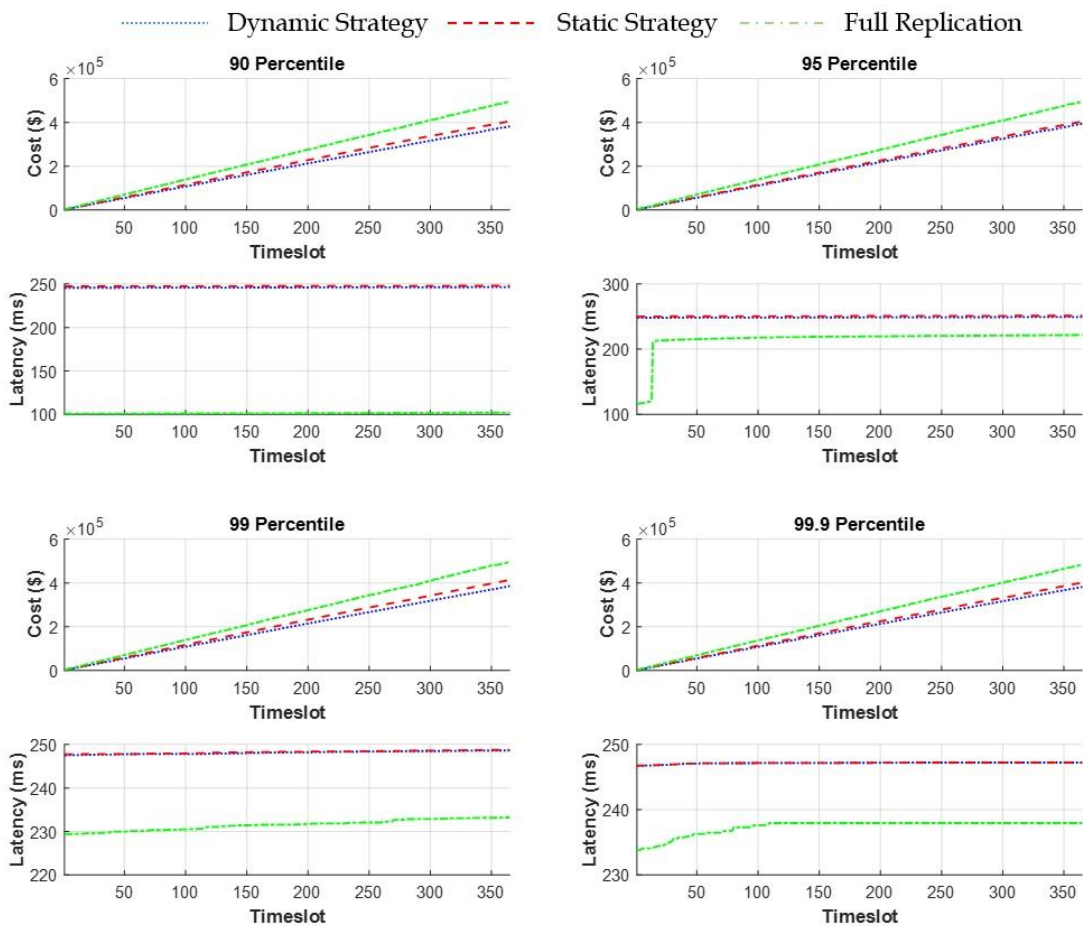 Dynamic Strategy Static Strategy Full Replication
90 Percentile
×10^5
6
4
2
0
Cost ($)
50 100 150 200 250 300 350
Timeslot
250
200
150
100
Latency (ms)
50 100 150 200 250 300 350
Timeslot
95 Percentile
×10^5
6
4
2
0
Cost ($)
50 100 150 200 250 300 350
Timeslot
300
200
100
Latency (ms)
50 100 150 200 250 300 350
Timeslot
99 Percentile
×10^5
6
4
2
0
Cost ($)
50 100 150 200 250 300 350
Timeslot
250
240
230
220
Latency (ms)
50 100 150 200 250 300 350
Timeslot
99.9 Percentile
×10^5
6
4
2
0
Cost ($)
50 100 150 200 250 300 350
Timeslot
250
240
230
Latency (ms)
50 100 150 200 250 300 350
Timeslot